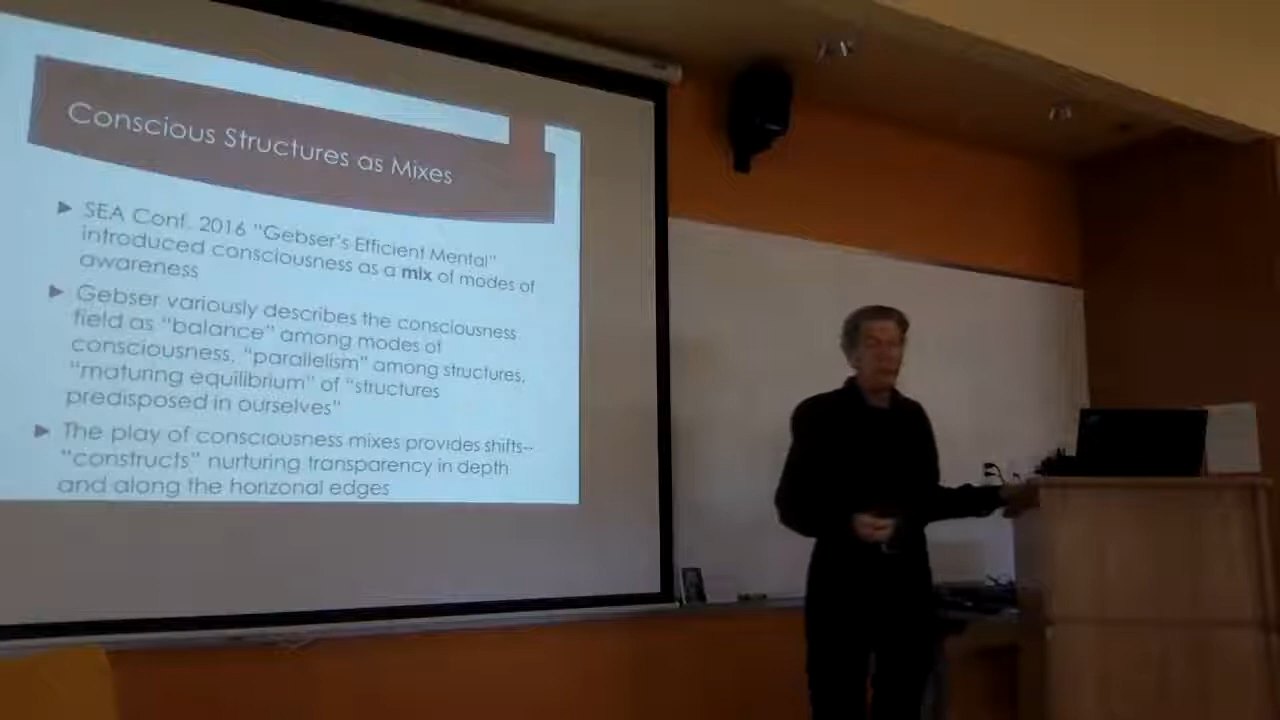 Conscious Structures as Mixes
SEA Conf. 2016 "Gebser's Efficient Mental"
introduced consciousness as a mix of modes of
awareness
Gebser variously describes the consciousness
field as "balance" among modes of
consciousness, "parallelism" among structures,
"maturing equilibrium" of "structures
predisposed in ourselves"
The play of consciousness mixes provides shifts--
"constructs" nurturing transparency in depth
and along the horizonal edges